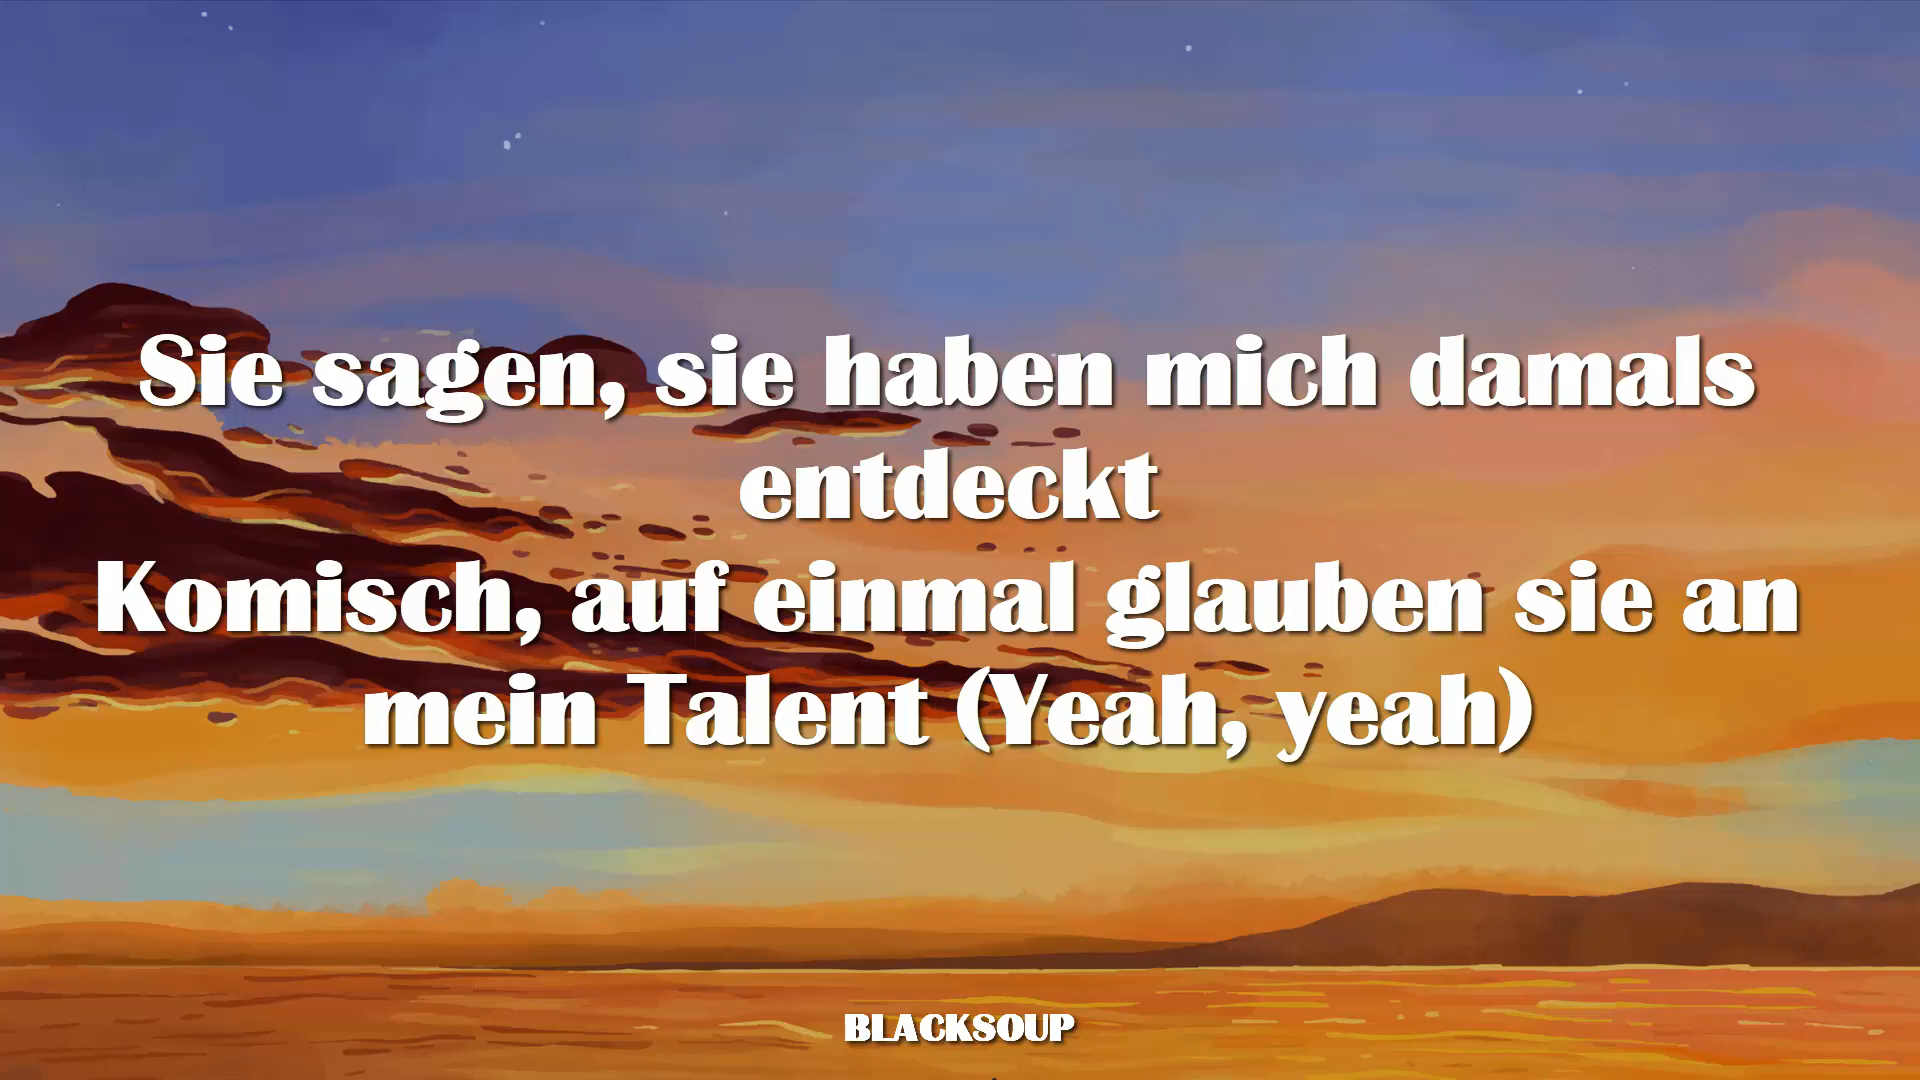 Sie sagen, sie haben mich damals
entdeckt
Komisch, auf einmal glauben sie an
mein Talent (Yeah, yeah)
BLACKSOUP